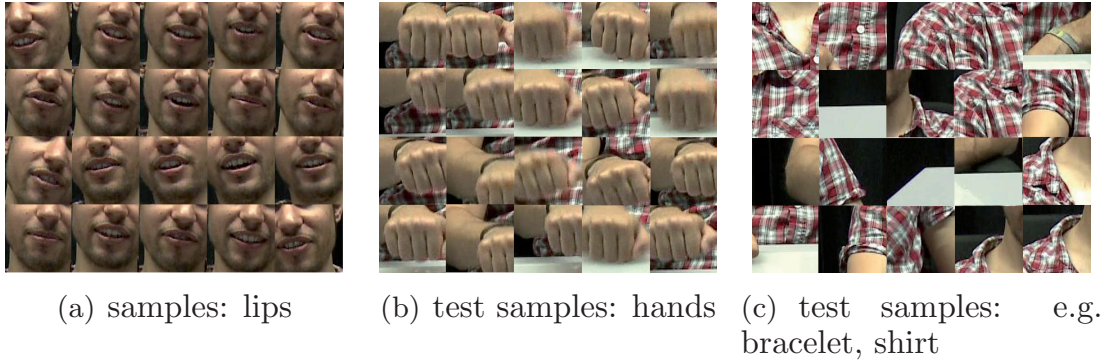 (a) samples: lips
(b) test samples: hands
(c) test samples: e.g.
bracelet, shirt